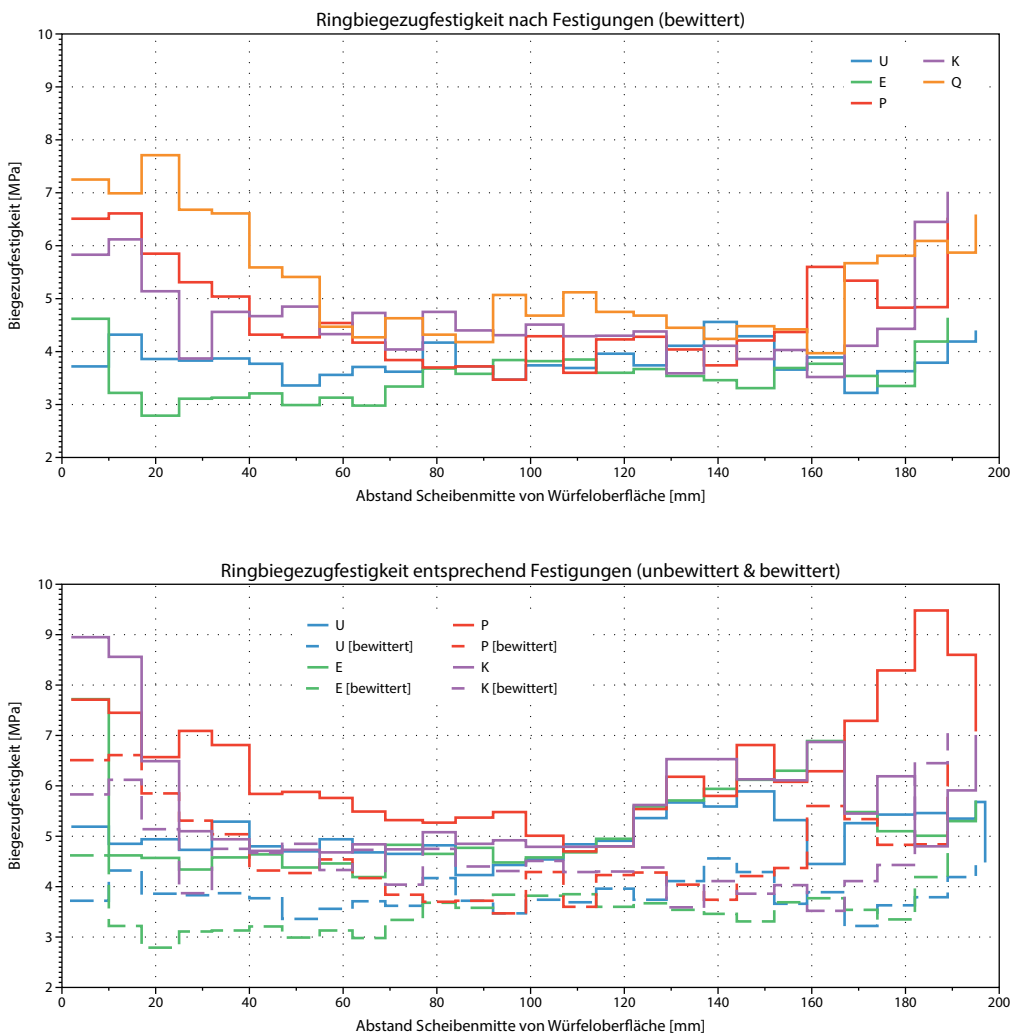 Ringbiegezugfestigkeit nach Festigungen (bewittert)
10
9
8
7
6
5
4
3
2
Biegezugfestigkeit [MPa]
U K
E Q
P
0 20 40 60 80 100 120 140 160 180 200
Abstand Scheibenmitte von Würfeloberfläche [mm]
Ringbiegezugfestigkeit entsprechend Festigungen (unbewittert & bewittert)
10
9
8
7
6
5
4
3
2
Biegezugfestigkeit [MPa]
U P
U [bewittert] P [bewittert]
E K
E [bewittert] K [bewittert]
0 20 40 60 80 100 120 140 160 180 200
Abstand Scheibenmitte von Würfeloberfläche [mm]